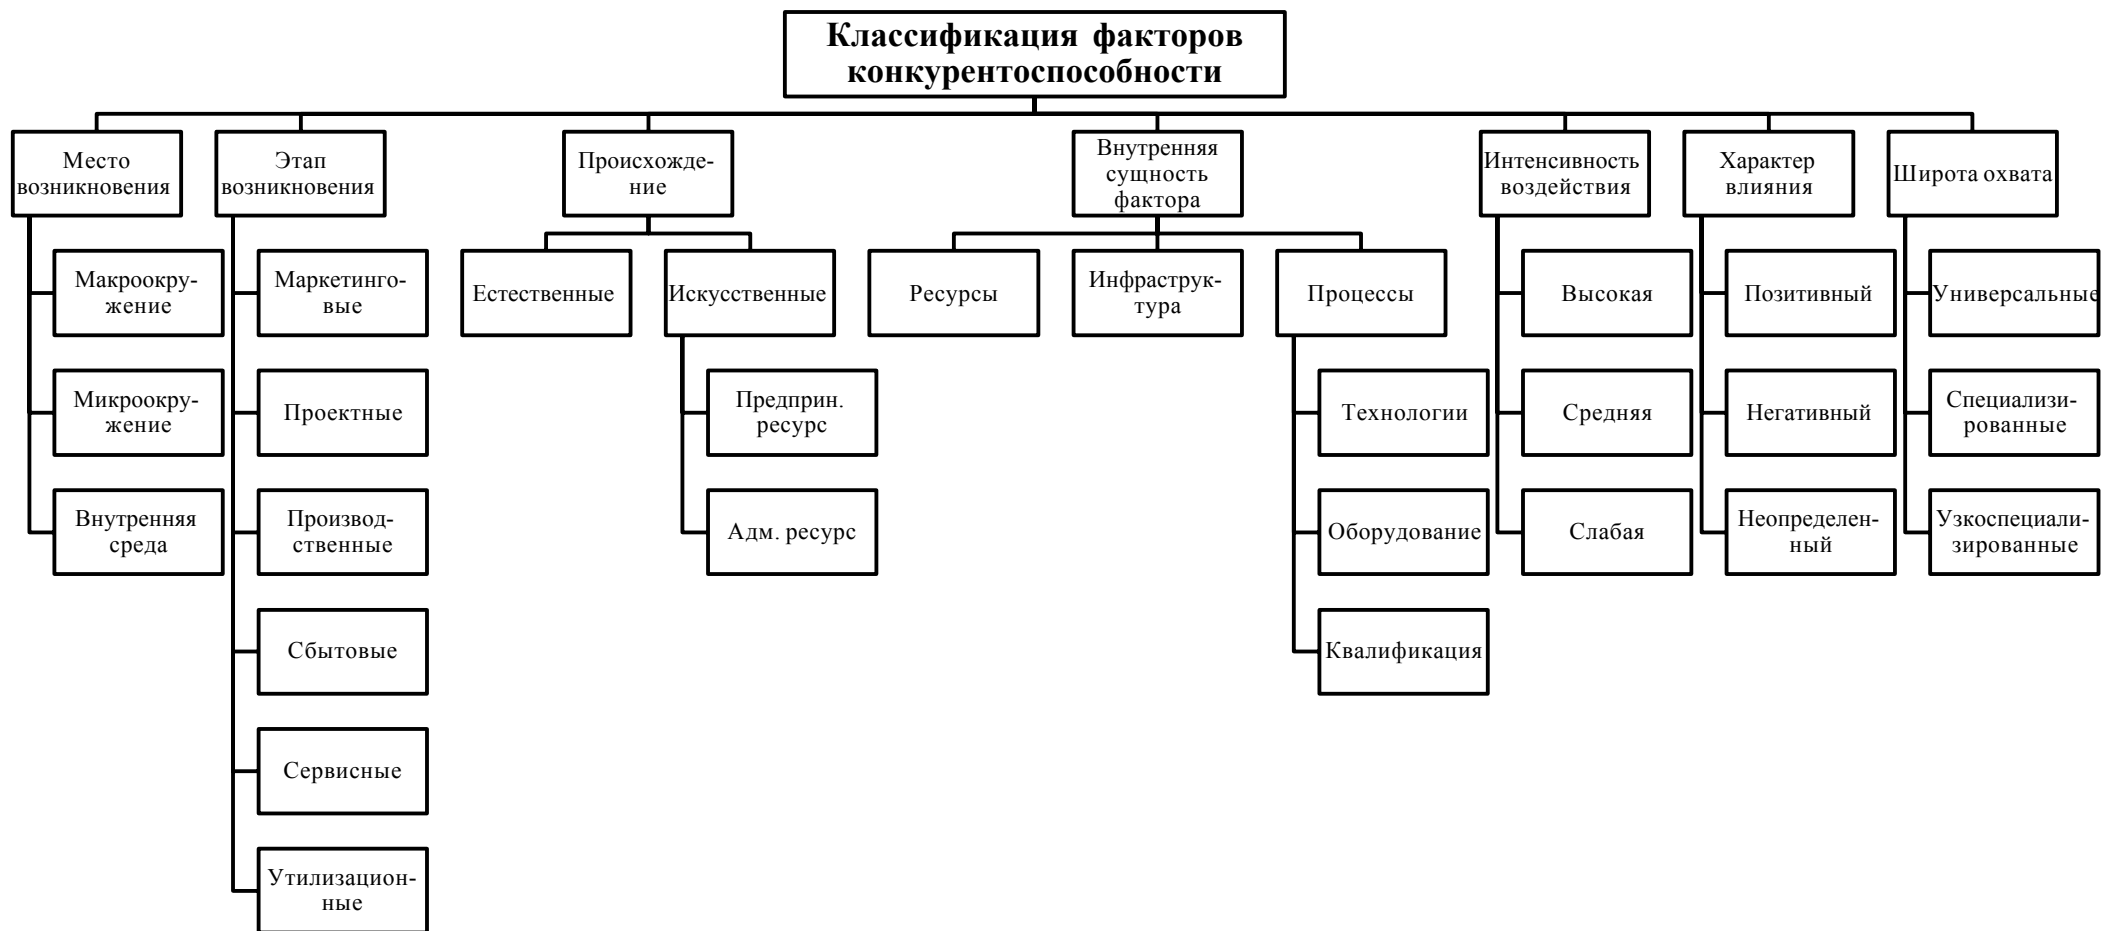 Классификация факторов
конкурентоспособности
Место
возникновения
Этап
возникновения
Происхожде-
ние
Внутренняя
сущность
фактора
Интенсивность
воздействия
Характер
влияния
Широта охвата
Макроокру-
жение
Микроокру-
жение
Внутренняя
среда
Маркетинго-
вые
Проектные
Производ-
ственные
Сбытовые
Сервисные
Утилизацион-
ные
Естественные
Искусственные
Предприн.
ресурс
Адм. ресурс
Ресурсы
Инфраструк-
тура
Процессы
Технологии
Оборудование
Квалификация
Высокая
Средняя
Слабая
Позитивный
Негативный
Неопределен-
ный
Универсальные
Специализи-
рованные
Узкоспециали-
зированные